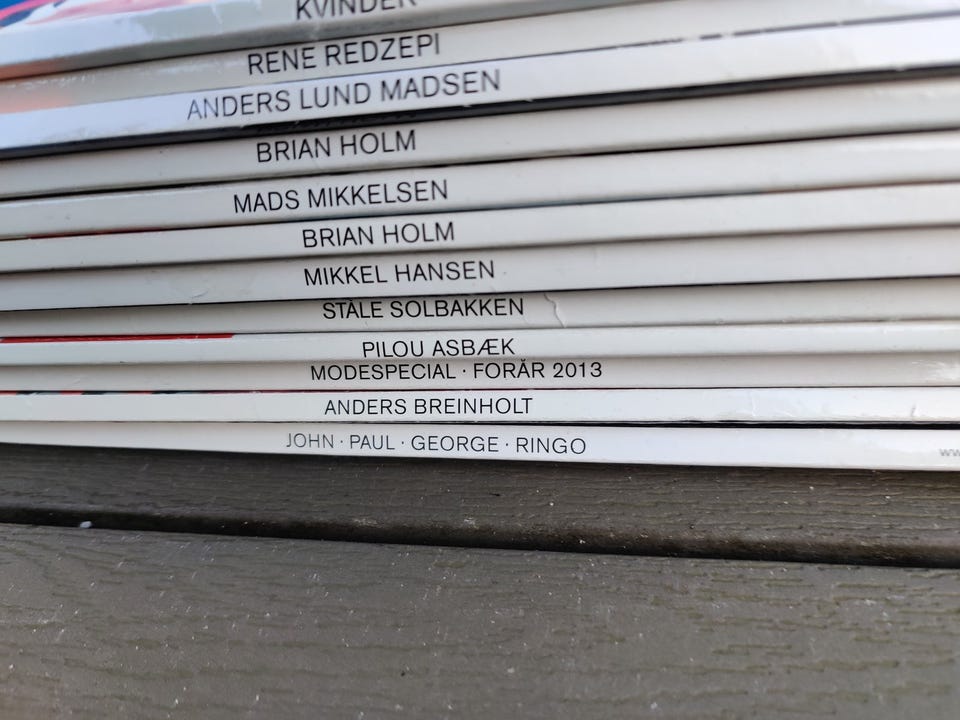 KVINDER
RENE REDZEPI
ANDERS LUND MADSEN
BRIAN HOLM
MADS MIKKELSEN
BRIAN HOLM
MIKKEL HANSEN
STÅLE SOLBAKKEN
PILOU ASBÆK
MODESPECIAL · FORÅR 2013
ANDERS BREINHOLT
JOHN · PAUL · GEORGE · RINGO